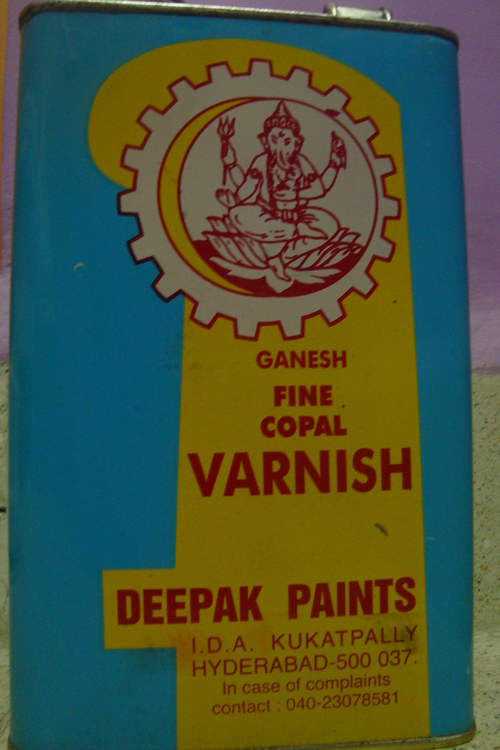 GANESH
FINE
COPAL
VARNISH
DEEPAK PAINTS
I.D.A. KUKATPALLY
HYDERABAD-500 037.
In case of complaints
contact : 040-23078581